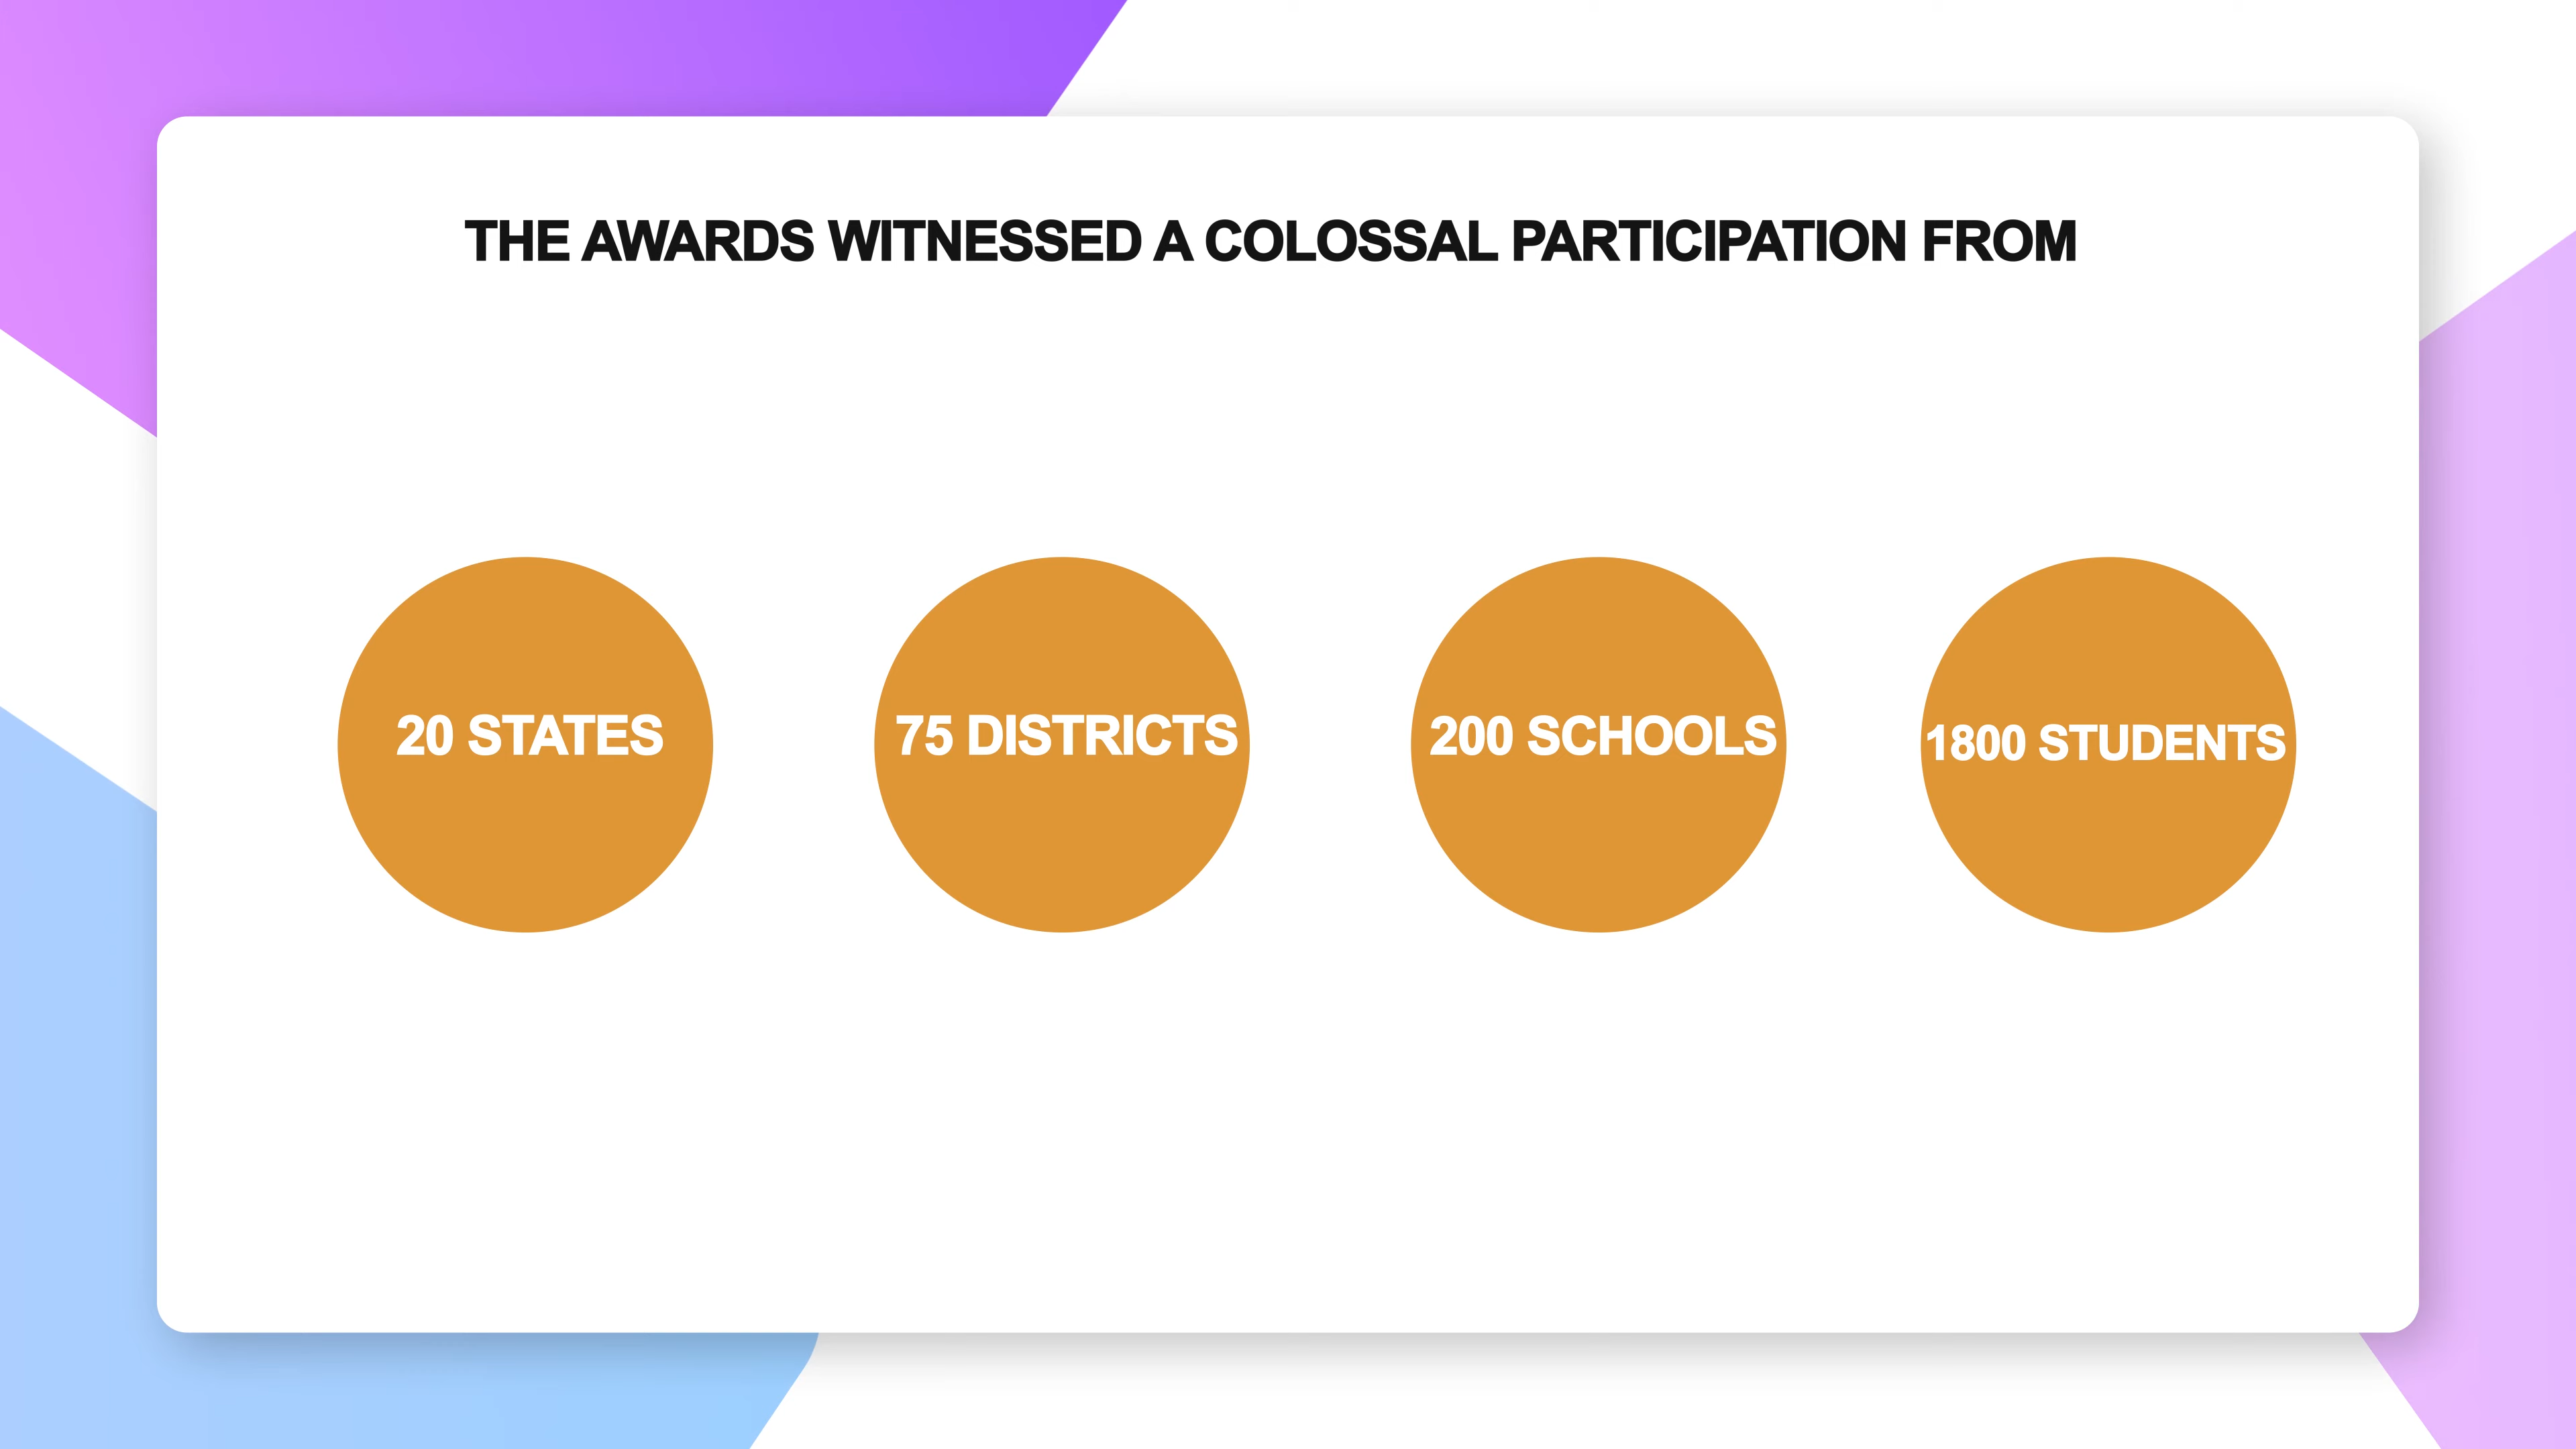 THE AWARDS WITNESSED A COLOSSAL PARTICIPATION FROM
20 STATES
75 DISTRICTS
200 SCHOOLS
1800 STUDENTS